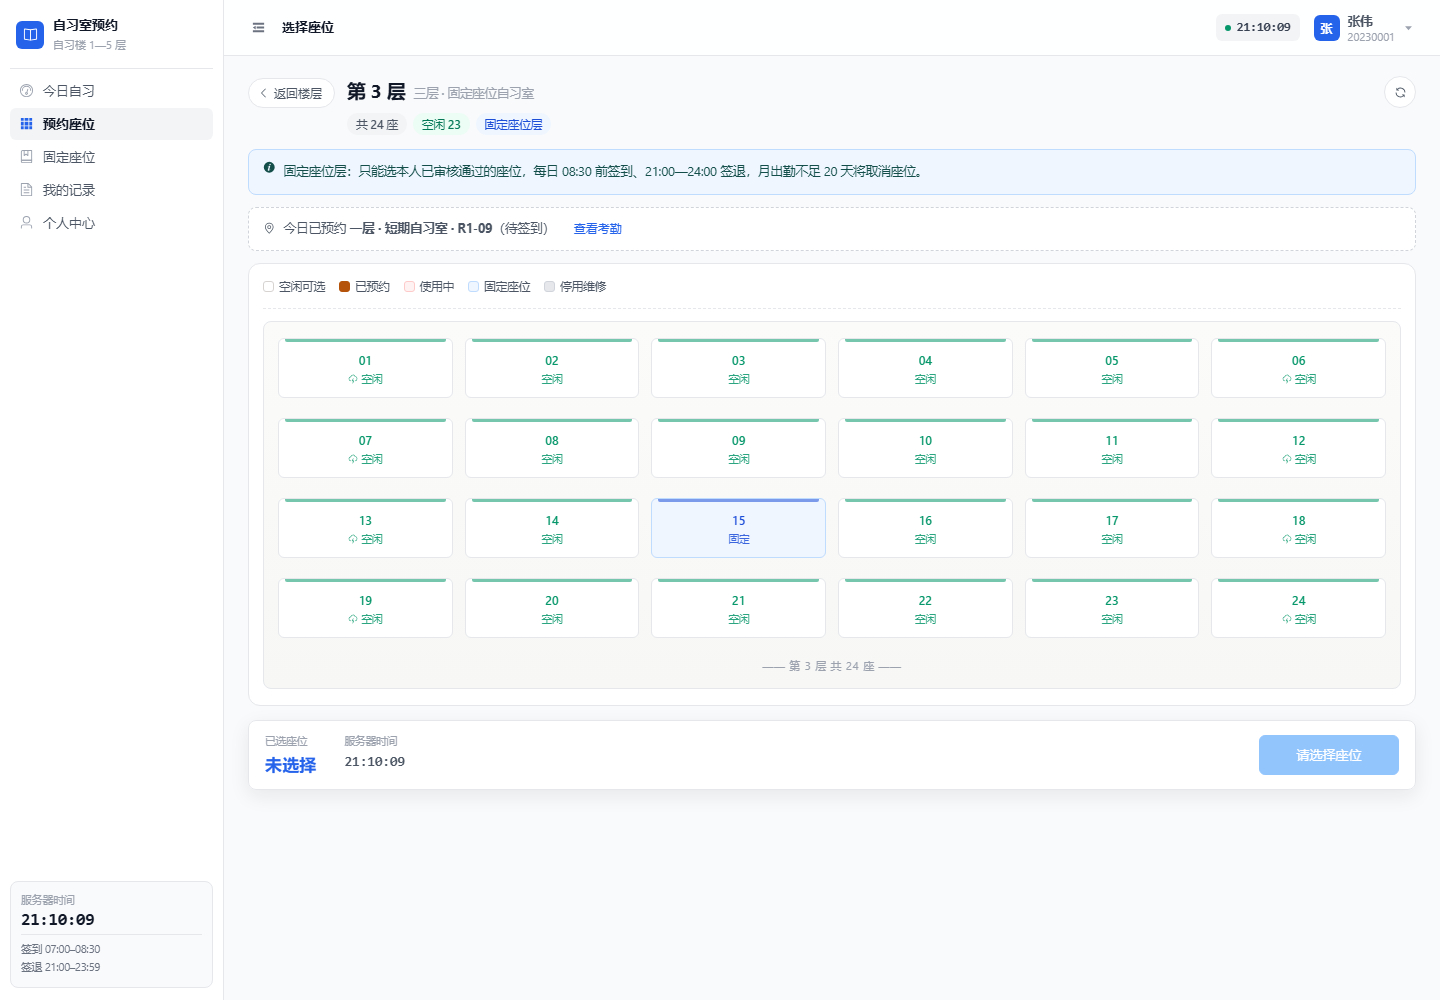 自习室预约
自习楼 1—5 层
今日自习
预约座位
固定座位
我的记录
个人中心
服务器时间
21:10:09
签到 07:00–08:30
签退 21:00–23:59
选择座位
21:10:09
张
张伟
20230001
返回楼层
第 3 层 三层 · 固定座位自习室
共 24 座 空闲 23 固定座位层
固定座位层：只能选本人已审核通过的座位，每日 08:30 前签到、21:00—24:00 签退，月出勤不足 20 天将取消座位。
今日已预约 一层 · 短期自习室 · R1-09（待签到） 查看考勤
空闲可选 已预约 使用中 固定座位 停用维修
01 02 03 04 05 06
空闲 空闲 空闲 空闲 空闲 空闲
07 08 09 10 11 12
空闲 空闲 空闲 空闲 空闲 空闲
13 14 15 16 17 18
空闲 空闲 固定 空闲 空闲 空闲
19 20 21 22 23 24
空闲 空闲 空闲 空闲 空闲 空闲
—— 第 3 层 共 24 座 ——
已选座位 服务器时间
未选择 21:10:09
请选择座位